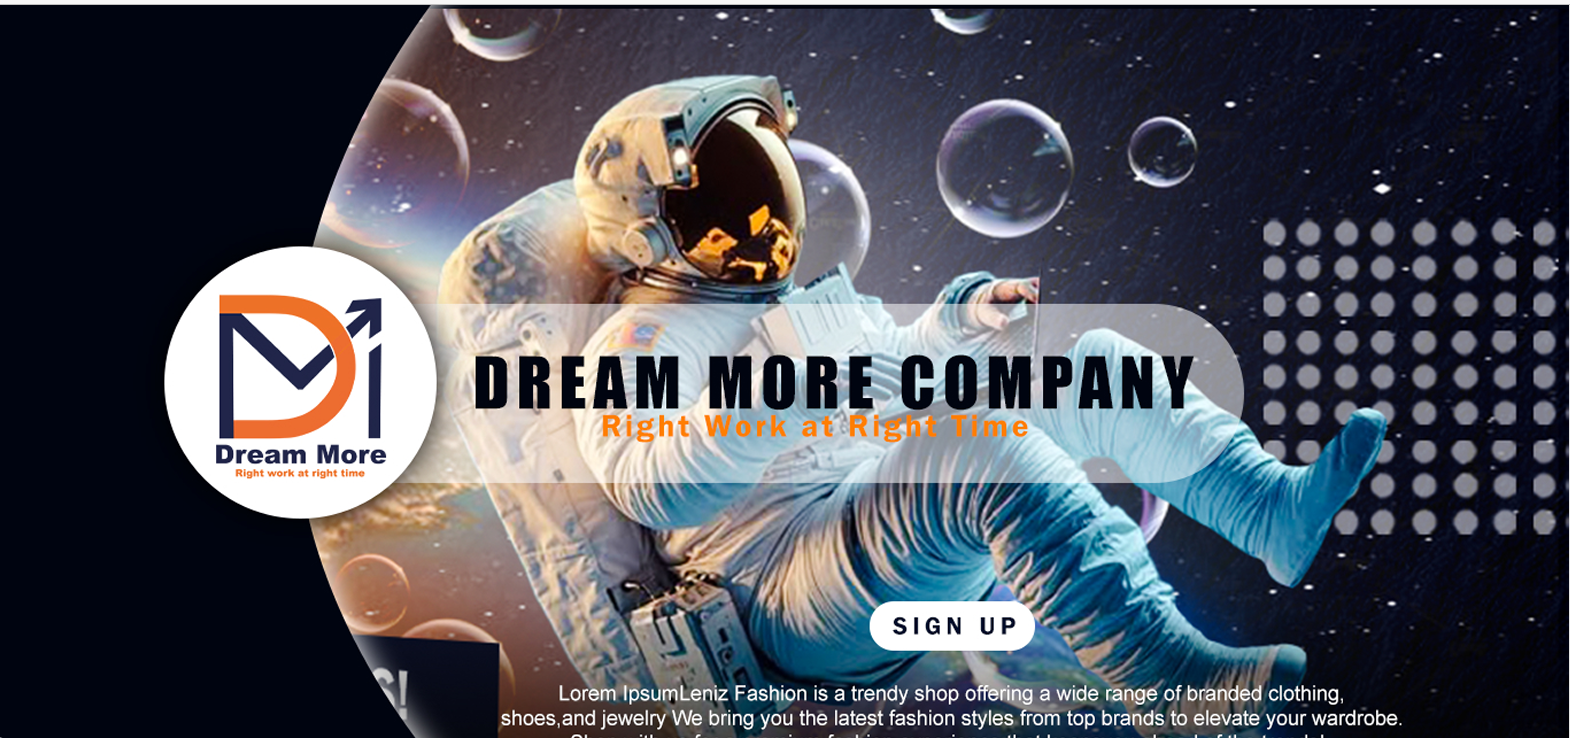 DREAM MORE COMPANY
Right Work at Right Time
Dream More
Right work at right time
SIGN UP
Lorem IpsumLeniz Fashion is a trendy shop offering a wide range of branded clothing,
shoes,and jewelry We bring you the latest fashion styles from top brands to elevate your wardrobe.